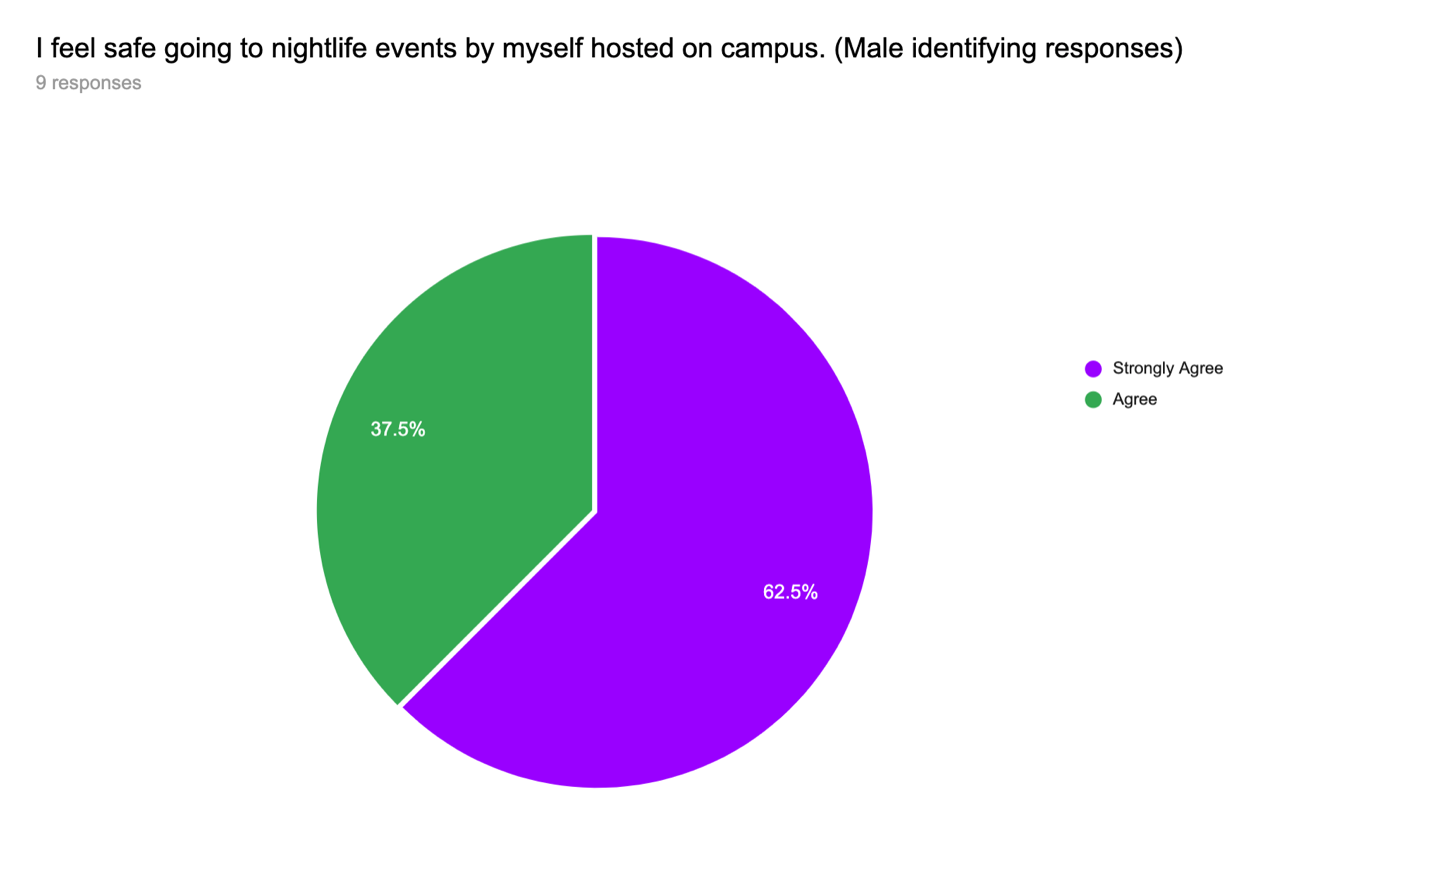 I feel safe going to nightlife events by myself hosted on campus. (Male identifying responses)
9 responses
Strongly Agree
Agree
37.5%
62.5%